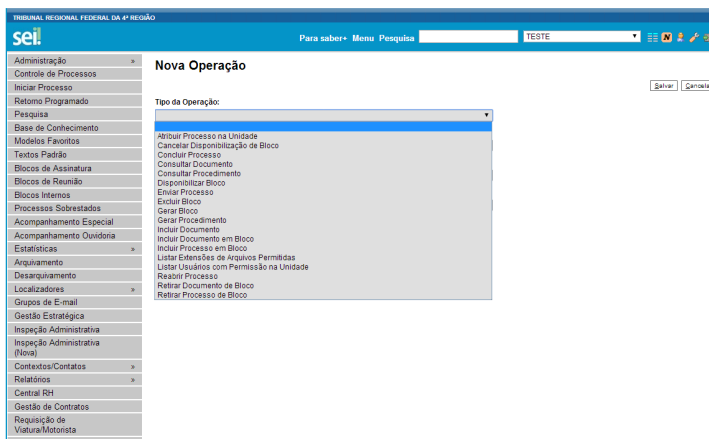 TRIBUNAL REGIONAL FEDERAL DA 4ª REGIÃO
sei!
Para saber+ Menu Pesquisa
TESTE
N
Administração »
Controle de Processos
Iniciar Processo
Retorno Programado
Pesquisa
Base de Conhecimento
Modelos Favoritos
Textos Padrão
Blocos de Assinatura
Blocos de Reunião
Blocos Internos
Processos Sobrestados
Acompanhamento Especial
Acompanhamento Ouvidoria
Estatísticas »
Arquivamento
Desarquivamento
Localizadores »
Grupos de E-mail
Gestão Estratégica
Inspeção Administrativa
Inspeção Administrativa
(Nova)
Contextos/Contatos »
Relatórios »
Central RH
Gestão de Contratos
Requisição de
Viatura/Motorista
Nova Operação
Salvar Cancela
Tipo da Operação:
Atribuir Processo na Unidade
Cancelar Disponibilização de Bloco
Concluir Processo
Consultar Documento
Consultar Procedimento
Disponibilizar Bloco
Enviar Processo
Excluir Bloco
Gerar Bloco
Gerar Procedimento
Incluir Documento
Incluir Documento em Bloco
Incluir Processo em Bloco
Listar Extensões de Arquivos Permitidas
Listar Usuários com Permissão na Unidade
Reabrir Processo
Retirar Documento de Bloco
Retirar Processo de Bloco